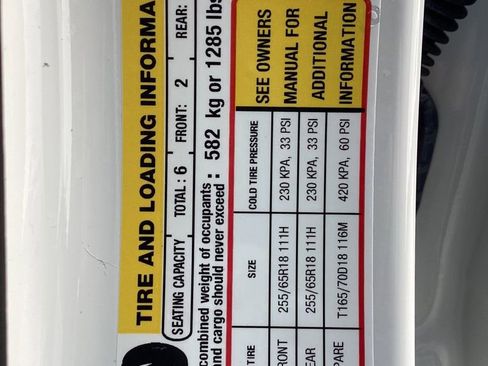 TIRE AND LOADING INFORMA
SEATING CAPACITY TOTAL : 6 FRONT: 2 REAR:
combined weight of occupants
and cargo should never exceed : 582 kg or 1285 lbs
TIRE SIZE COLD TIRE PRESSURE SEE OWNERS
RONT 255/65R18 111H 230 KPA, 33 PSI MANUAL FOR
EAR 255/65R18 111H 230 KPA, 33 PSI ADDITIONAL
PARE T165/70D18 116M 420 KPA, 60 PSI INFORMATION